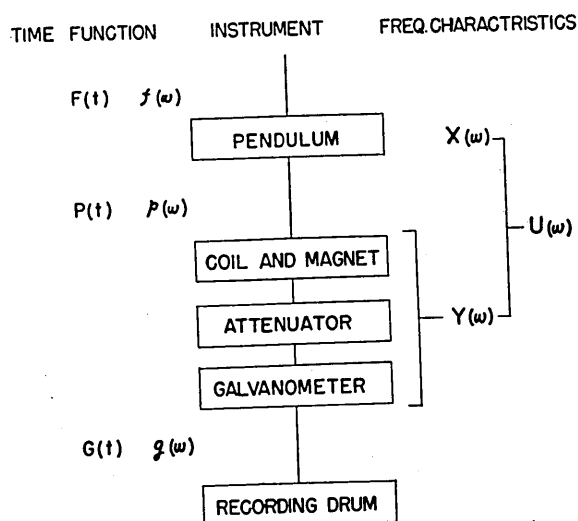 TIME FUNCTION INSTRUMENT FREQ.CHARACTRISTICS
F(t) f(ω)
PENDULUM
X(ω)
P(t) p(ω)
U(ω)
COIL AND MAGNET
ATTENUATOR
Y(ω)
GALVANOMETER
G(t) g(ω)
RECORDING DRUM